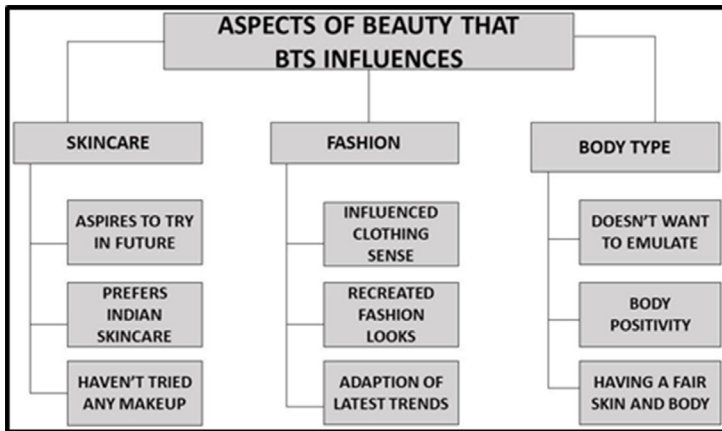 ASPECTS OF BEAUTY THAT
BTS INFLUENCES
SKINCARE
ASPIRES TO TRY
IN FUTURE
PREFERS
INDIAN
SKINCARE
HAVEN'T TRIED
ANY MAKEUP
FASHION
INFLUENCED
CLOTHING
SENSE
RECREATED
FASHION
LOOKS
ADAPTION OF
LATEST TRENDS
BODY TYPE
DOESN'T WANT
TO EMULATE
BODY
POSITIVITY
HAVING A FAIR
SKIN AND BODY